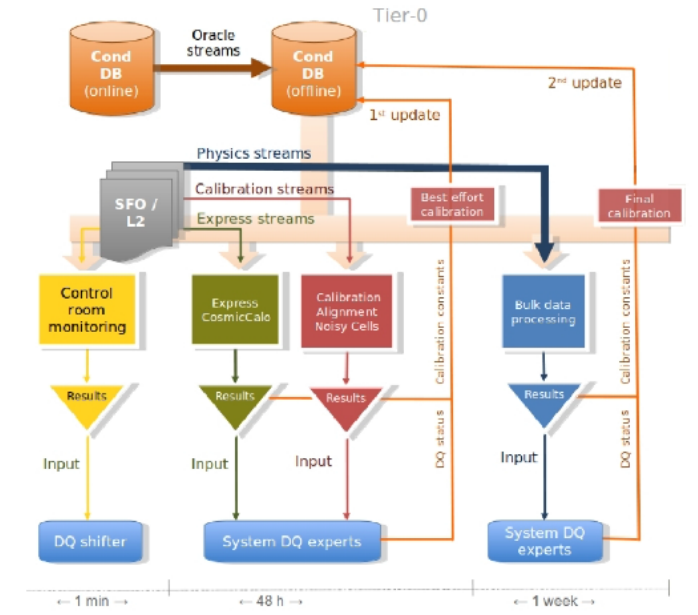 Tier-0
Oracle
streams
Cond
DB
(online)
Cond
DB
(offline)
2nd update
1st update
Physics streams
Calibration streams
Express streams
SFO /
L2
Best effort
calibration
Final
calibration
Control
room
monitoring
Express
CosmicCalo
Calibration
Alignment
Noisy Cells
Bulk data
processing
Calibration constants
Calibration constants
Results
Results
Results
Results
DQ status
DQ status
Input
Input
Input
Input
DQ shifter
System DQ experts
System DQ
experts
← 1 min →
← 48 h →
← 1 week →